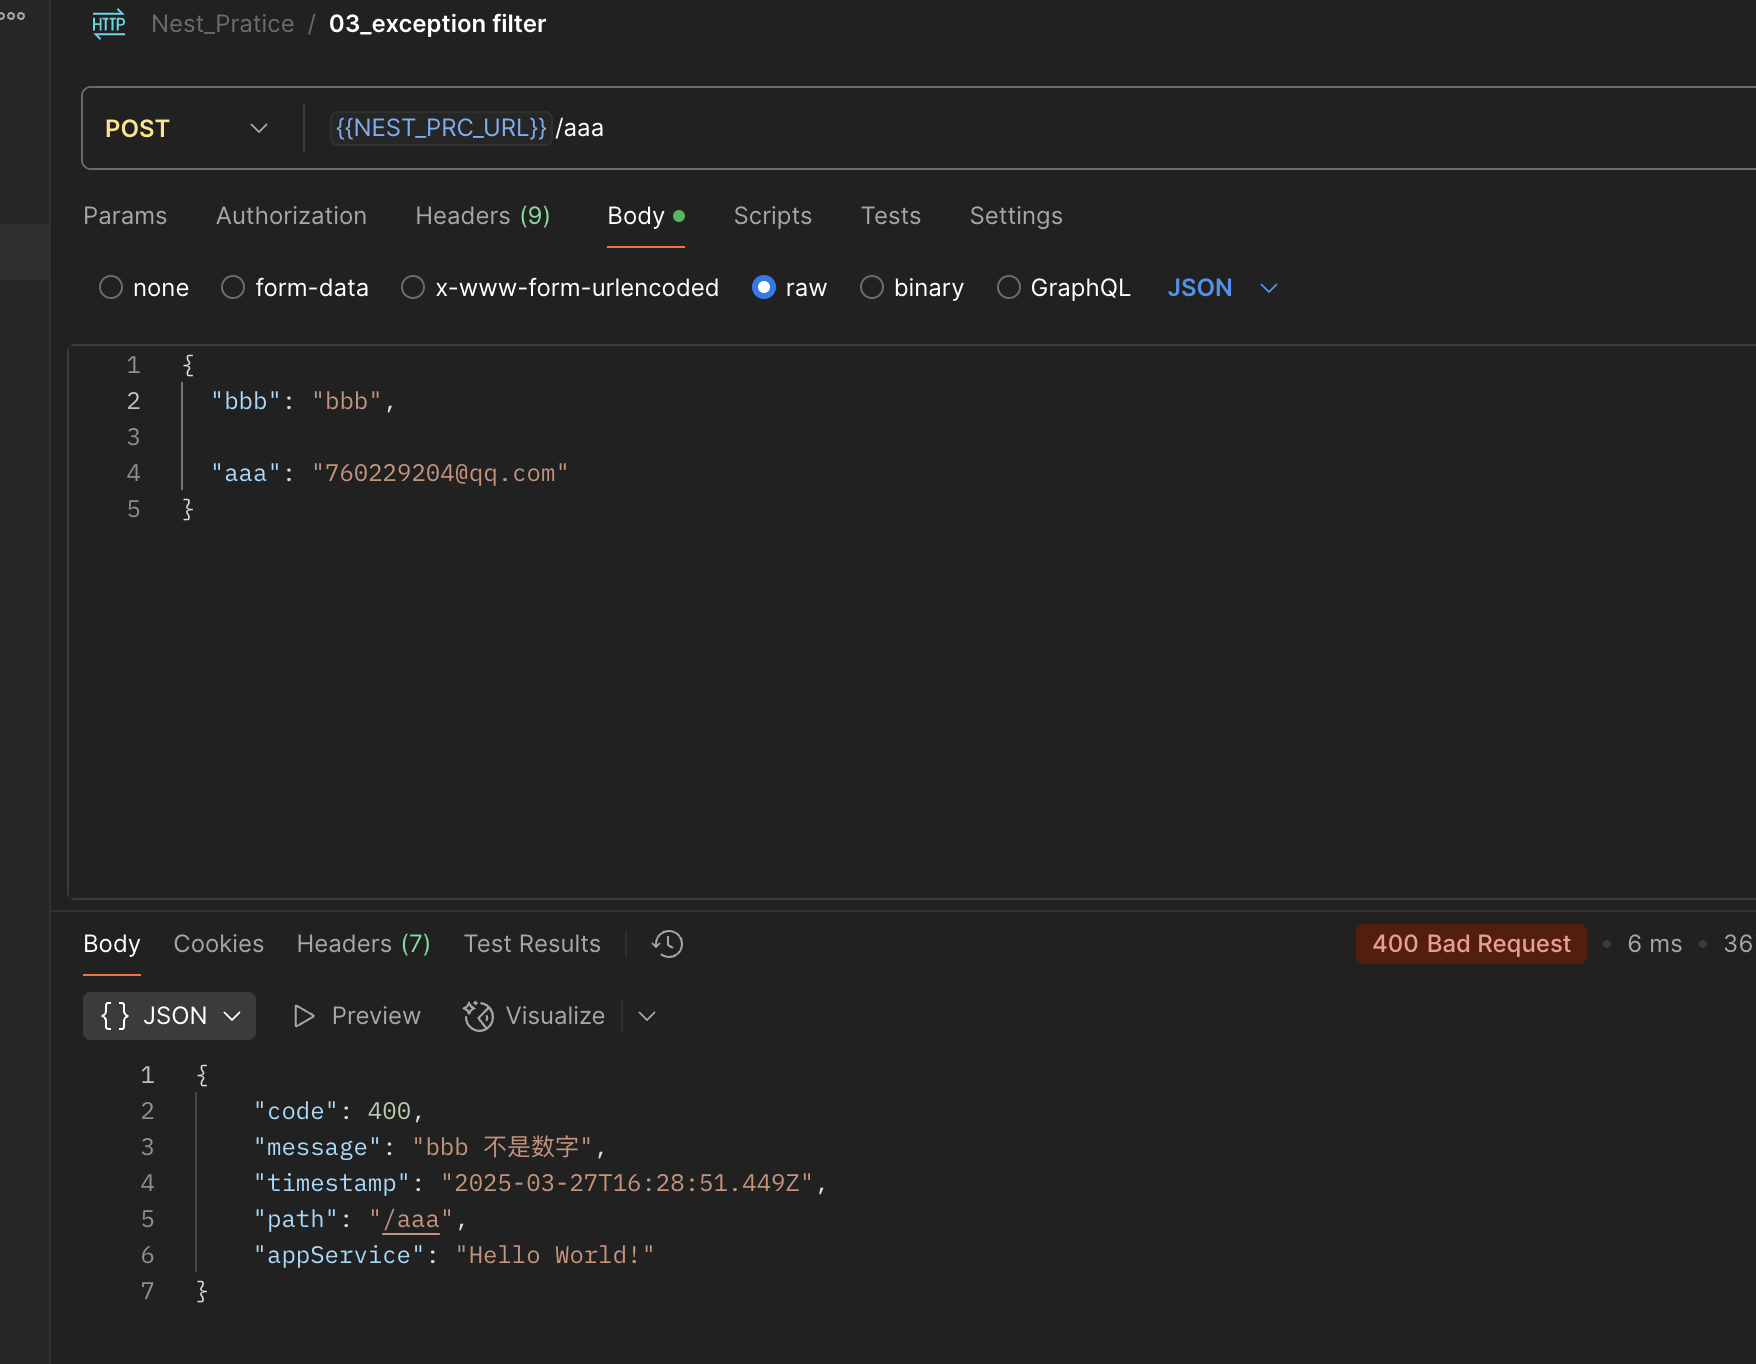 HTTP Nest_Pratice / 03_exception filter
POST {{NEST_PRC_URL}} /aaa
Params Authorization Headers (9) Body Scripts Tests Settings
none form-data x-www-form-urlencoded raw binary GraphQL JSON
1 {
2 "bbb": "bbb",
3
4 "aaa": "760229204@qq.com"
5 }
Body Cookies Headers (7) Test Results 400 Bad Request • 6 ms • 36
{} JSON Preview Visualize
1 {
2 "code": 400,
3 "message": "bbb 不是数字",
4 "timestamp": "2025-03-27T16:28:51.449Z",
5 "path": "/aaa",
6 "appService": "Hello World!"
7 }